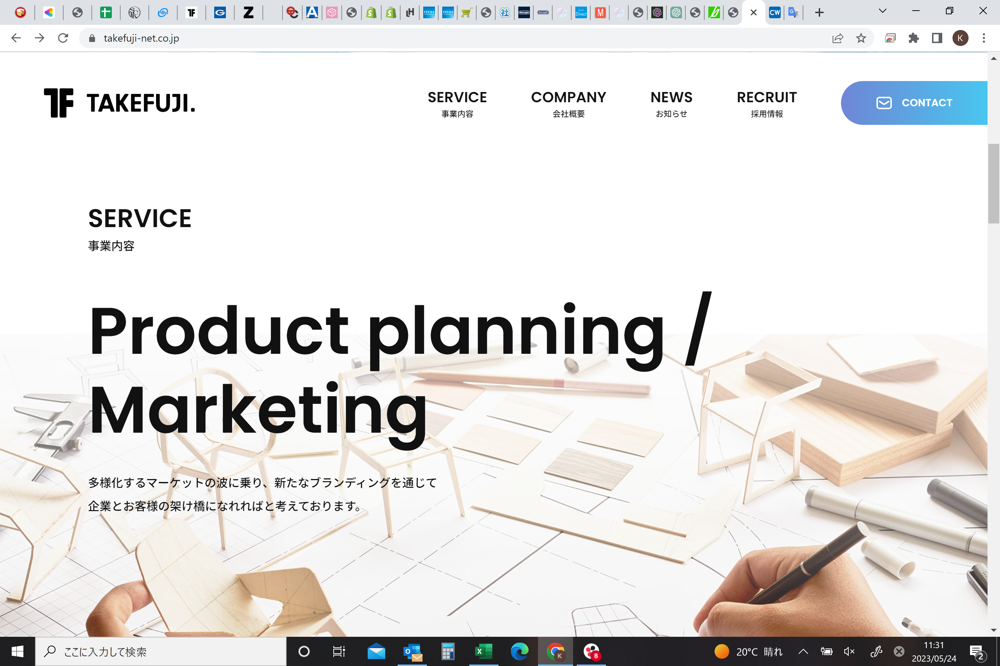 takefuji-net.co.jp
K
TF TAKEFUJI.
SERVICE
事業内容
COMPANY
会社概要
NEWS
お知らせ
RECRUIT
採用情報
CONTACT
SERVICE
事業内容
Product planning /
Marketing
多様化するマーケットの波に乗り、新たなブランディングを通じて
企業とお客様の架け橋になれればと考えております。
ここに入力して検索
20°C 晴れ
11:31
2023/05/24
2
8